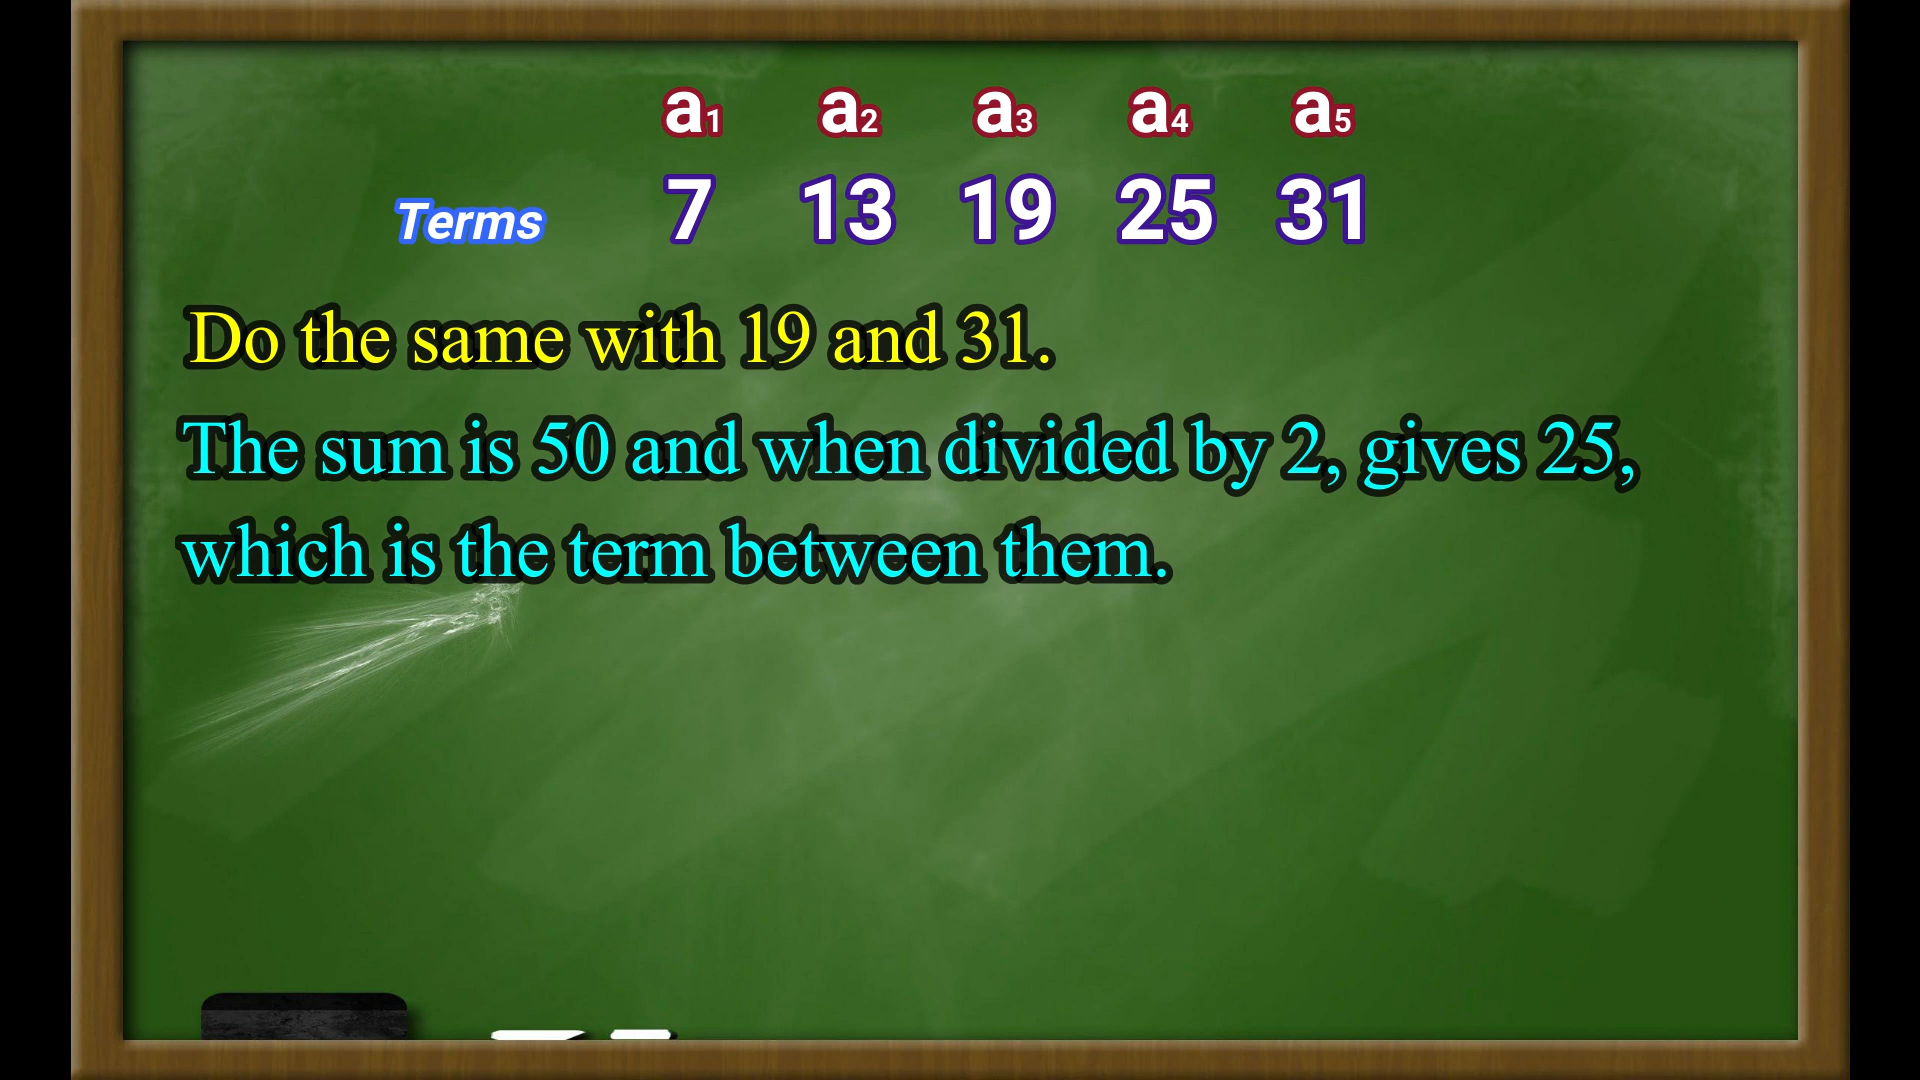 a₁ a₂ a₃ a₄ a₅
Terms 7 13 19 25 31
Do the same with 19 and 31.
The sum is 50 and when divided by 2, gives 25,
which is the term between them.